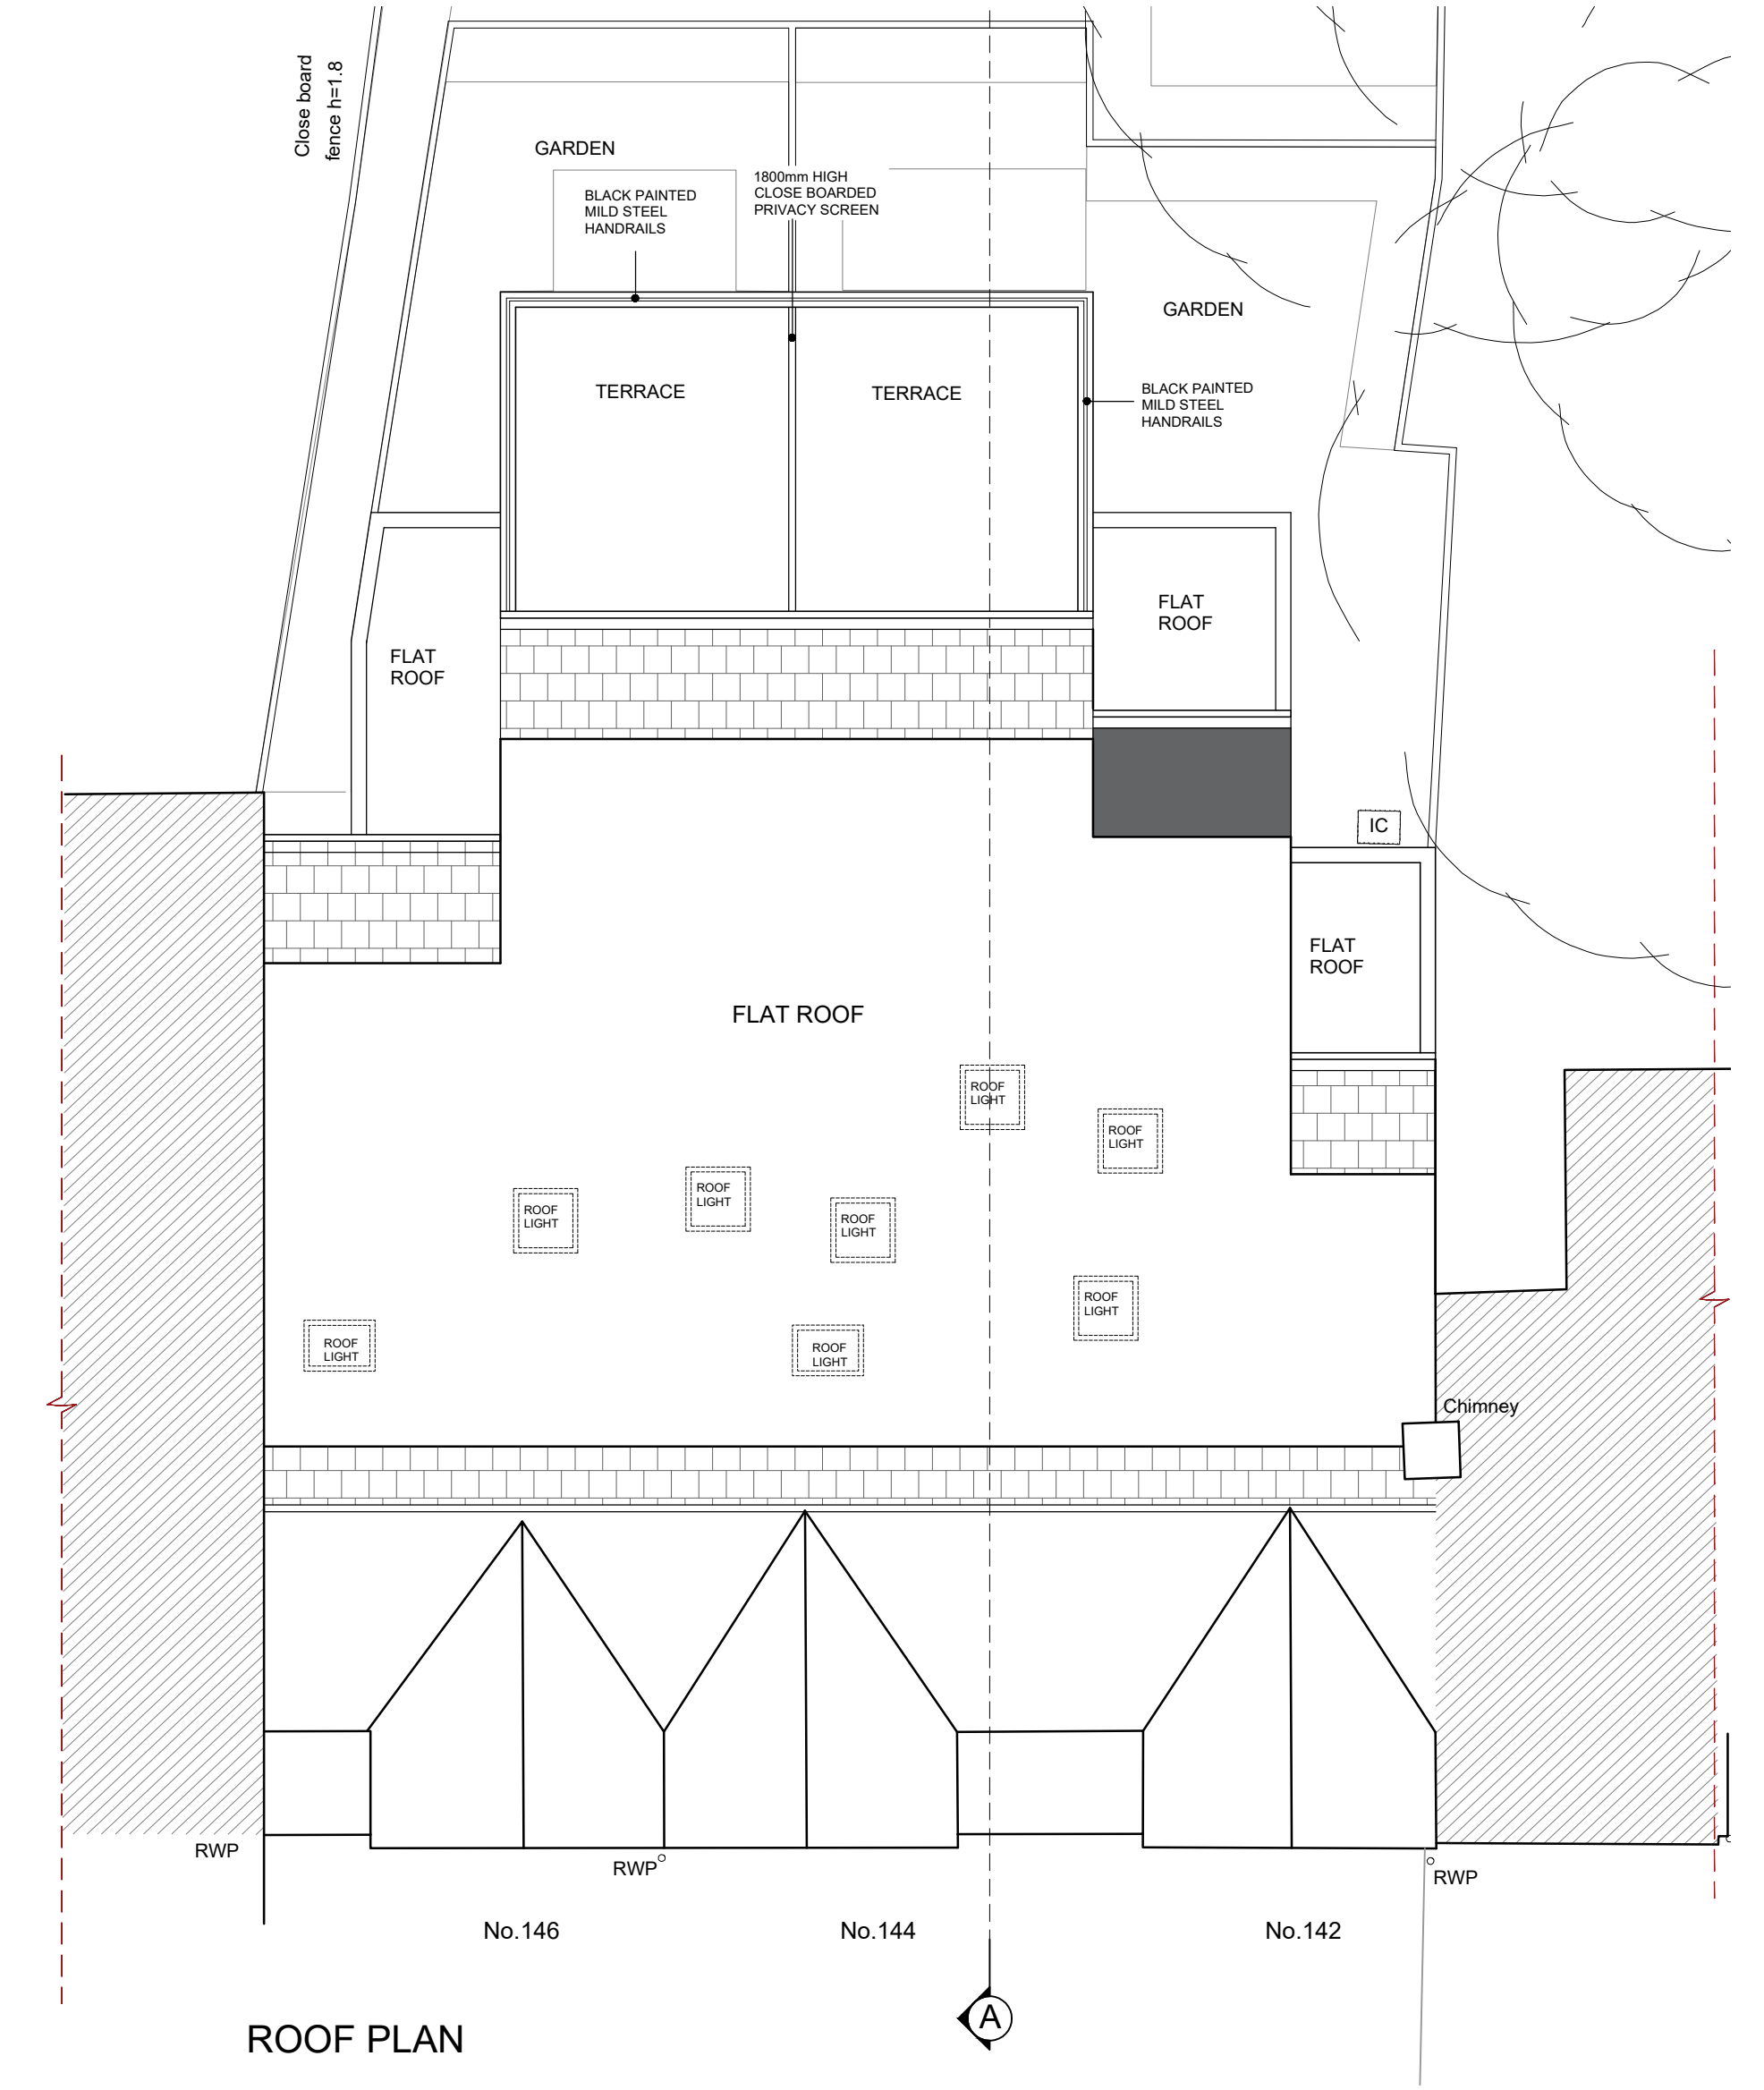 Close board
fence h=1.8
GARDEN
BLACK PAINTED
MILD STEEL
HANDRAILS
1800mm HIGH
CLOSE BOARDED
PRIVACY SCREEN
GARDEN
TERRACE
TERRACE
BLACK PAINTED
MILD STEEL
HANDRAILS
FLAT
ROOF
FLAT
ROOF
IC
FLAT
ROOF
FLAT ROOF
ROOF
LIGHT
ROOF
LIGHT
ROOF
LIGHT
ROOF
LIGHT
ROOF
LIGHT
ROOF
LIGHT
ROOF
LIGHT
ROOF
LIGHT
Chimney
RWP
RWP
RWP
No.146
No.144
No.142
A
ROOF PLAN